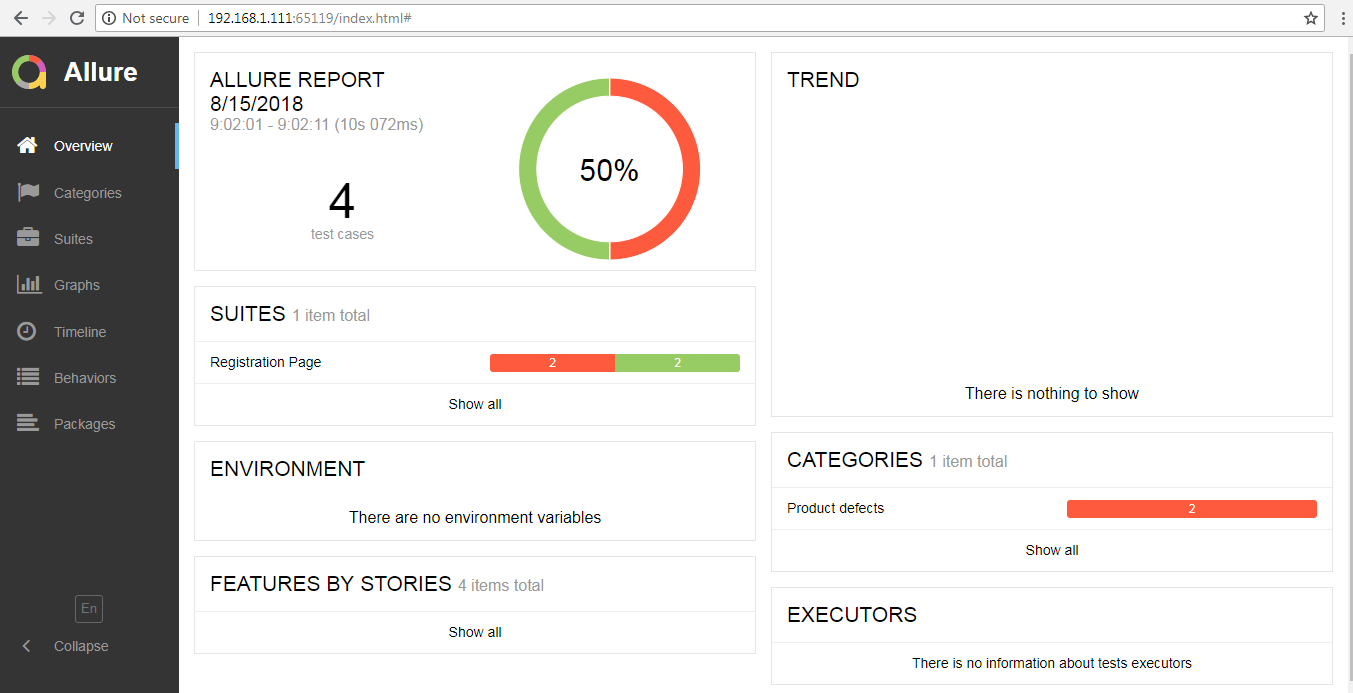 Not secure | 192.168.1.111:65119/index.html#
Allure
Overview
Categories
Suites
Graphs
Timeline
Behaviors
Packages
En
Collapse
ALLURE REPORT
8/15/2018
9:02:01 - 9:02:11 (10s 072ms)
4
test cases
50%
SUITES 1 item total
Registration Page 2 2
Show all
ENVIRONMENT
There are no environment variables
FEATURES BY STORIES 4 items total
Show all
TREND
There is nothing to show
CATEGORIES 1 item total
Product defects 2
Show all
EXECUTORS
There is no information about tests executors